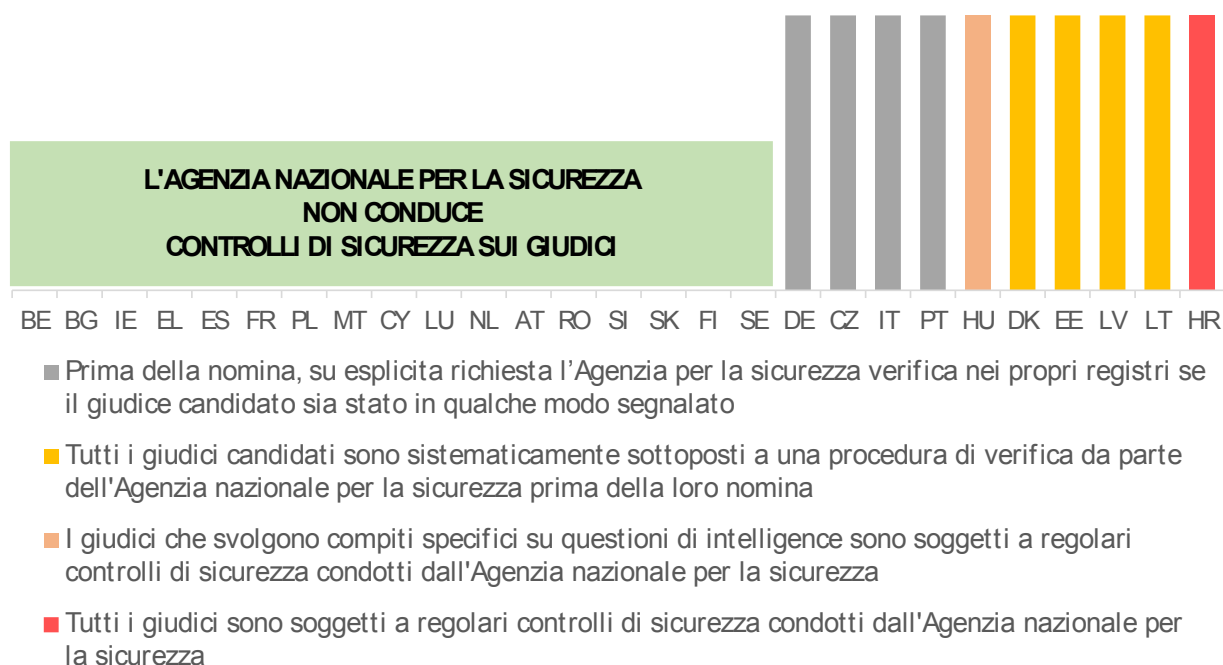 L'AGENZIA NAZIONALE PER LA SICUREZZA
NON CONDUCE
CONTROLLI DI SICUREZZA SUI GIUDICI
BE BG IE EL ES FR PL MT CY LU NL AT RO SI SK FI SE DE CZ IT PT HU DK EE LV LT HR
Prima della nomina, su esplicita richiesta l’Agenzia per la sicurezza verifica nei propri registri se
il giudice candidato sia stato in qualche modo segnalato
Tutti i giudici candidati sono sistematicamente sottoposti a una procedura di verifica da parte
dell'Agenzia nazionale per la sicurezza prima della loro nomina
I giudici che svolgono compiti specifici su questioni di intelligence sono soggetti a regolari
controlli di sicurezza condotti dall'Agenzia nazionale per la sicurezza
Tutti i giudici sono soggetti a regolari controlli di sicurezza condotti dall'Agenzia nazionale per
la sicurezza